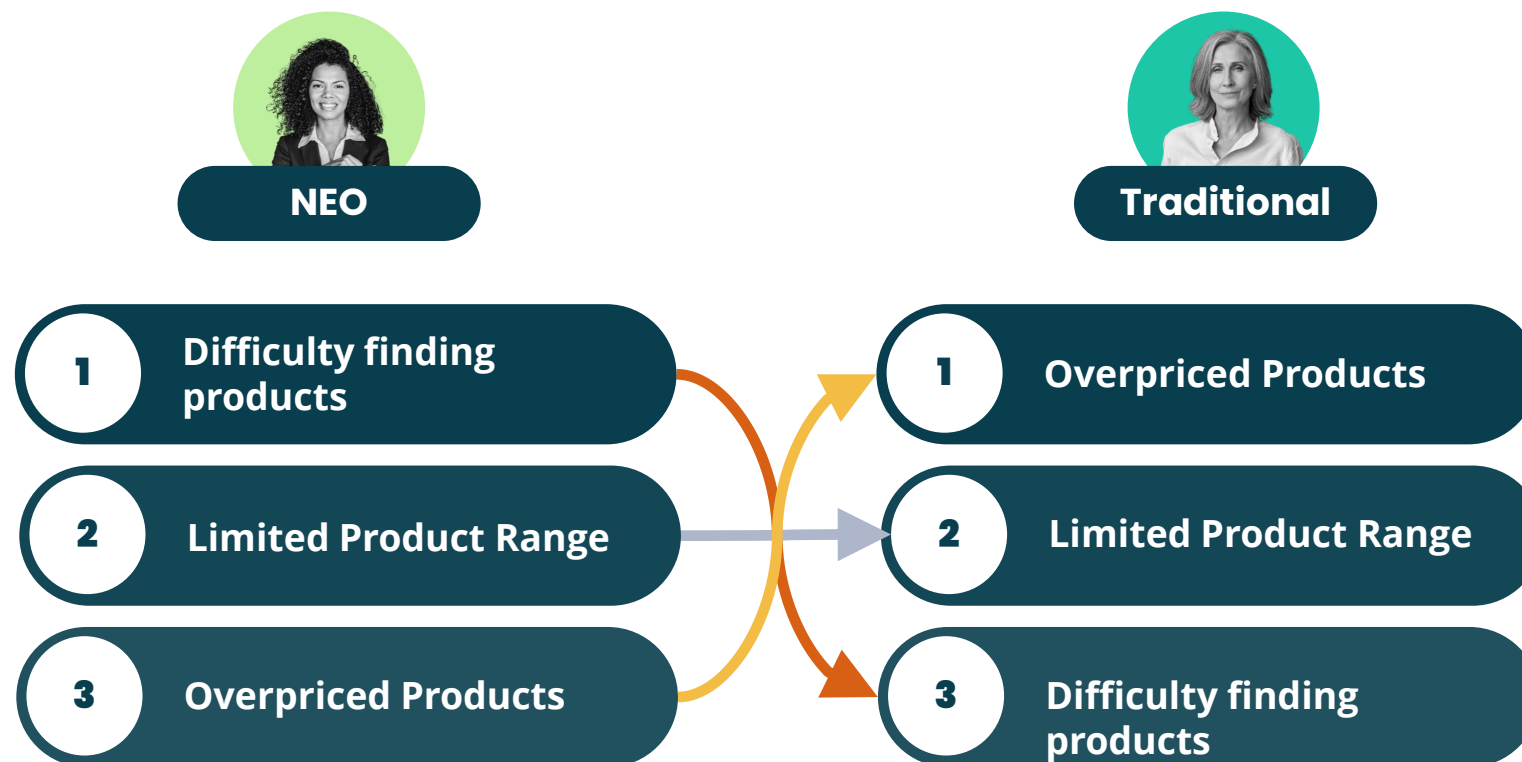 NEO
1
Difficulty finding
products
2
Limited Product Range
3
Overpriced Products
Traditional
1
Overpriced Products
2
Limited Product Range
3
Difficulty finding
products